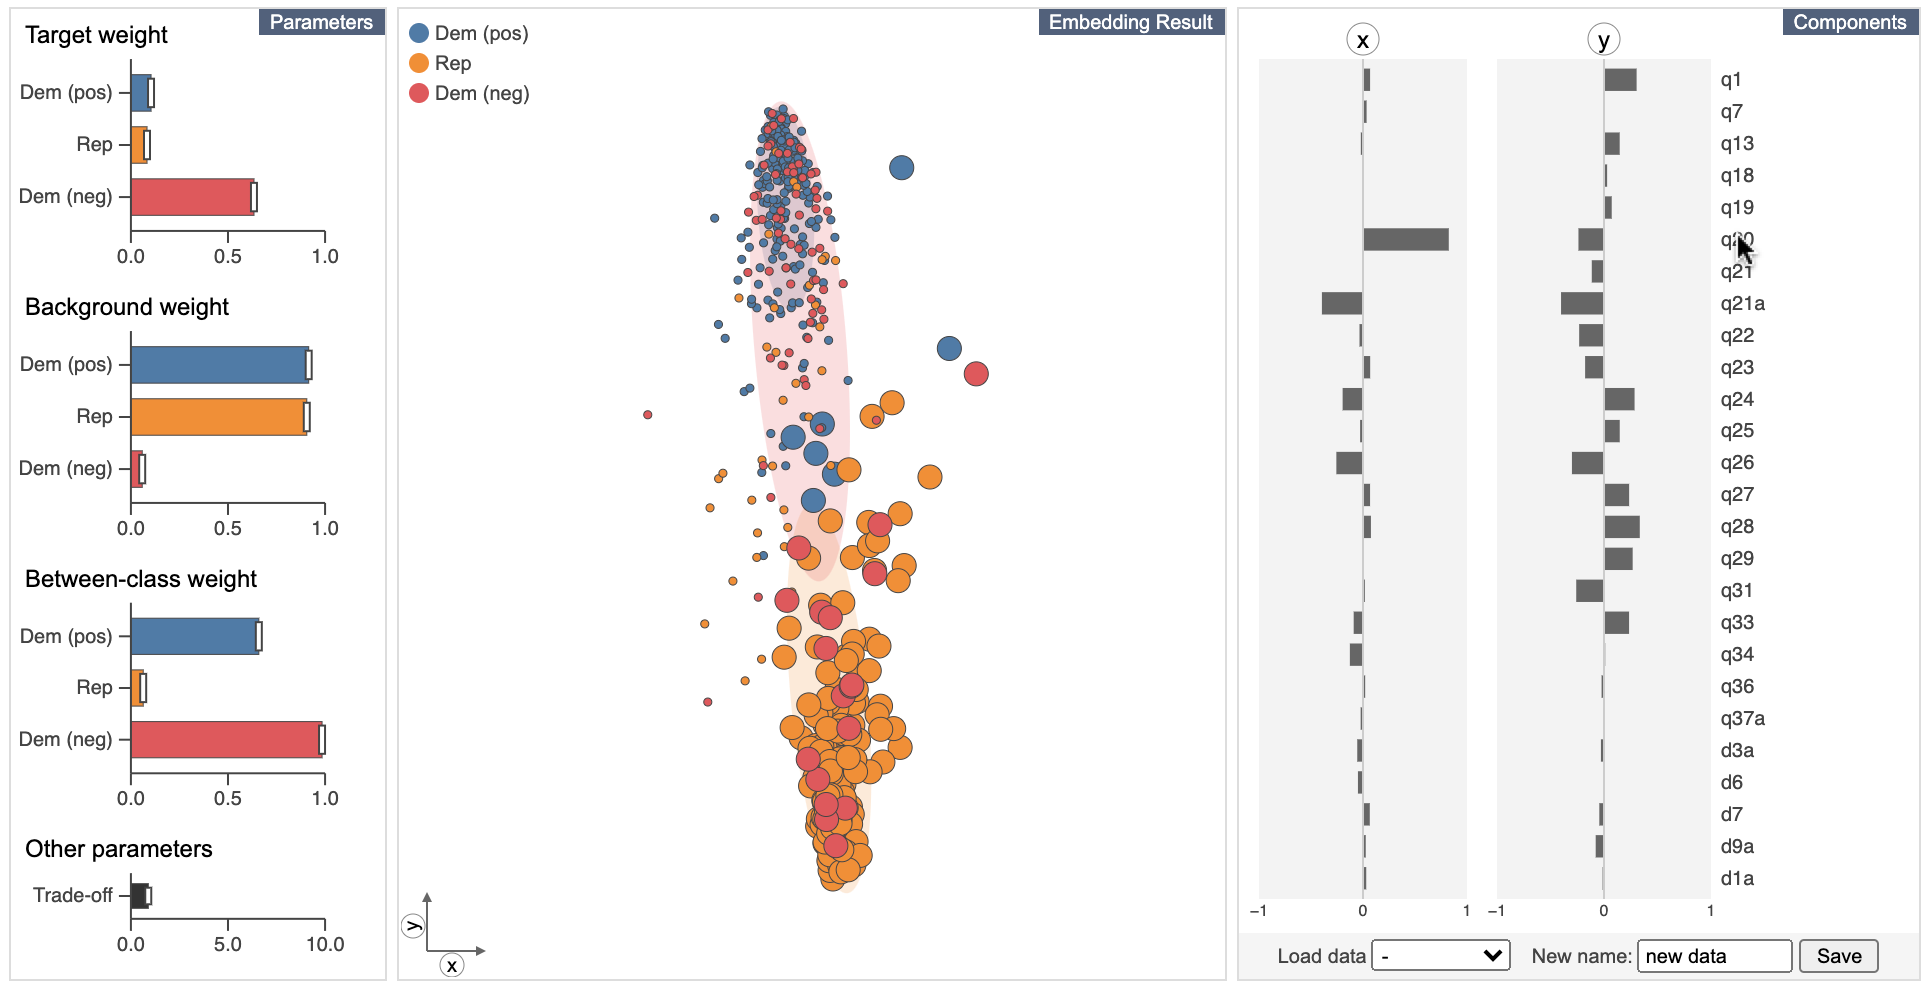 Parameters
Target weight
Dem (pos)
Rep
Dem (neg)
0.0 0.5 1.0
Background weight
Dem (pos)
Rep
Dem (neg)
0.0 0.5 1.0
Between-class weight
Dem (pos)
Rep
Dem (neg)
0.0 0.5 1.0
Other parameters
Trade-off
0.0 5.0 10.0
Embedding Result
Dem (pos)
Rep
Dem (neg)
y
x
Components
x y
q1
q7
q13
q18
q19
q20
q21
q21a
q22
q23
q24
q25
q26
q27
q28
q29
q31
q33
q34
q36
q37a
d3a
d6
d7
d9a
d1a
−1 0 1 −1 0 1
Load data - New name: new data Save